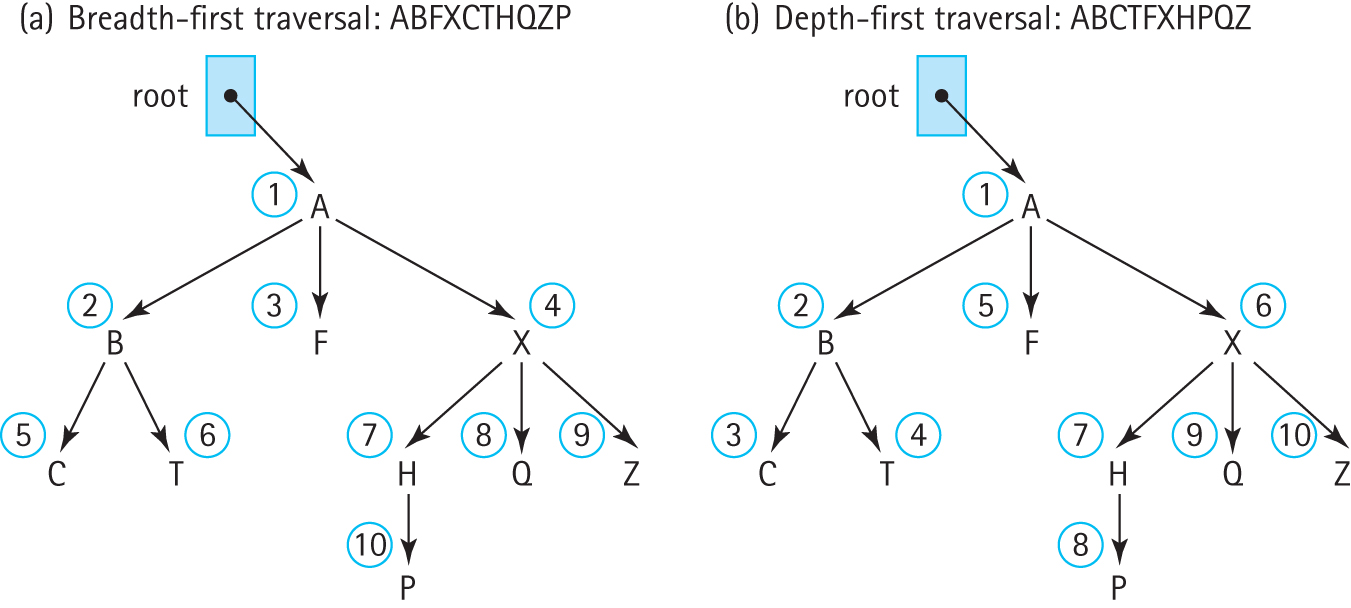 (a) Breadth-first traversal: ABFXCTHQZP
root
1
A
2
3
4
B
F
X
5
6
7
8
9
C
T
H
Q
Z
10
P
(b) Depth-first traversal: ABCTFXHPQZ
root
1
A
2
5
6
B
F
X
3
4
7
9
10
C
T
H
Q
Z
8
P